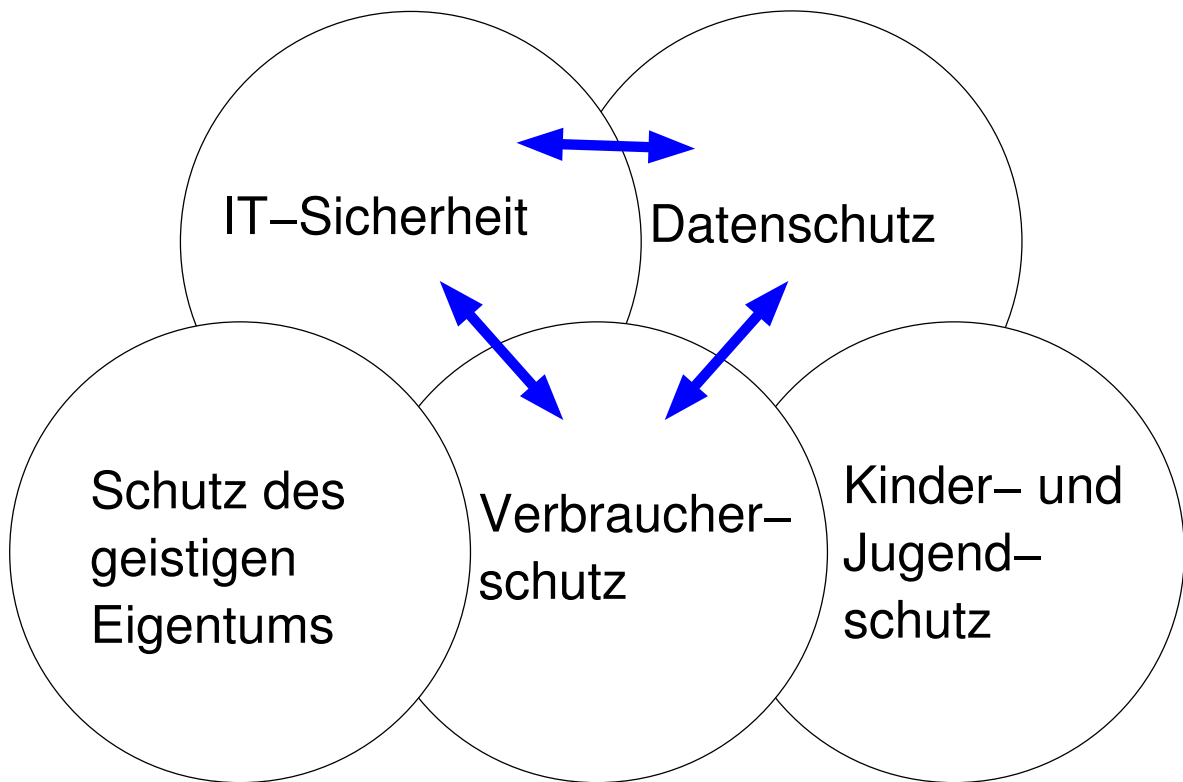 IT–Sicherheit
Datenschutz
Schutz des
geistigen
Eigentums
Verbraucher–
schutz
Kinder– und
Jugend–
schutz